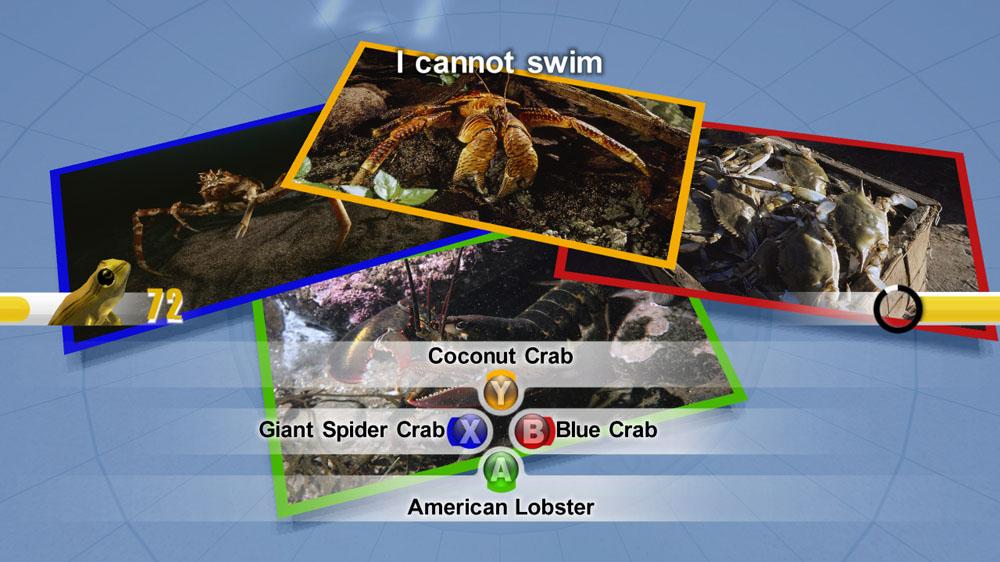 I cannot swim
72
Coconut Crab
Y
Giant Spider Crab X B Blue Crab
A
American Lobster